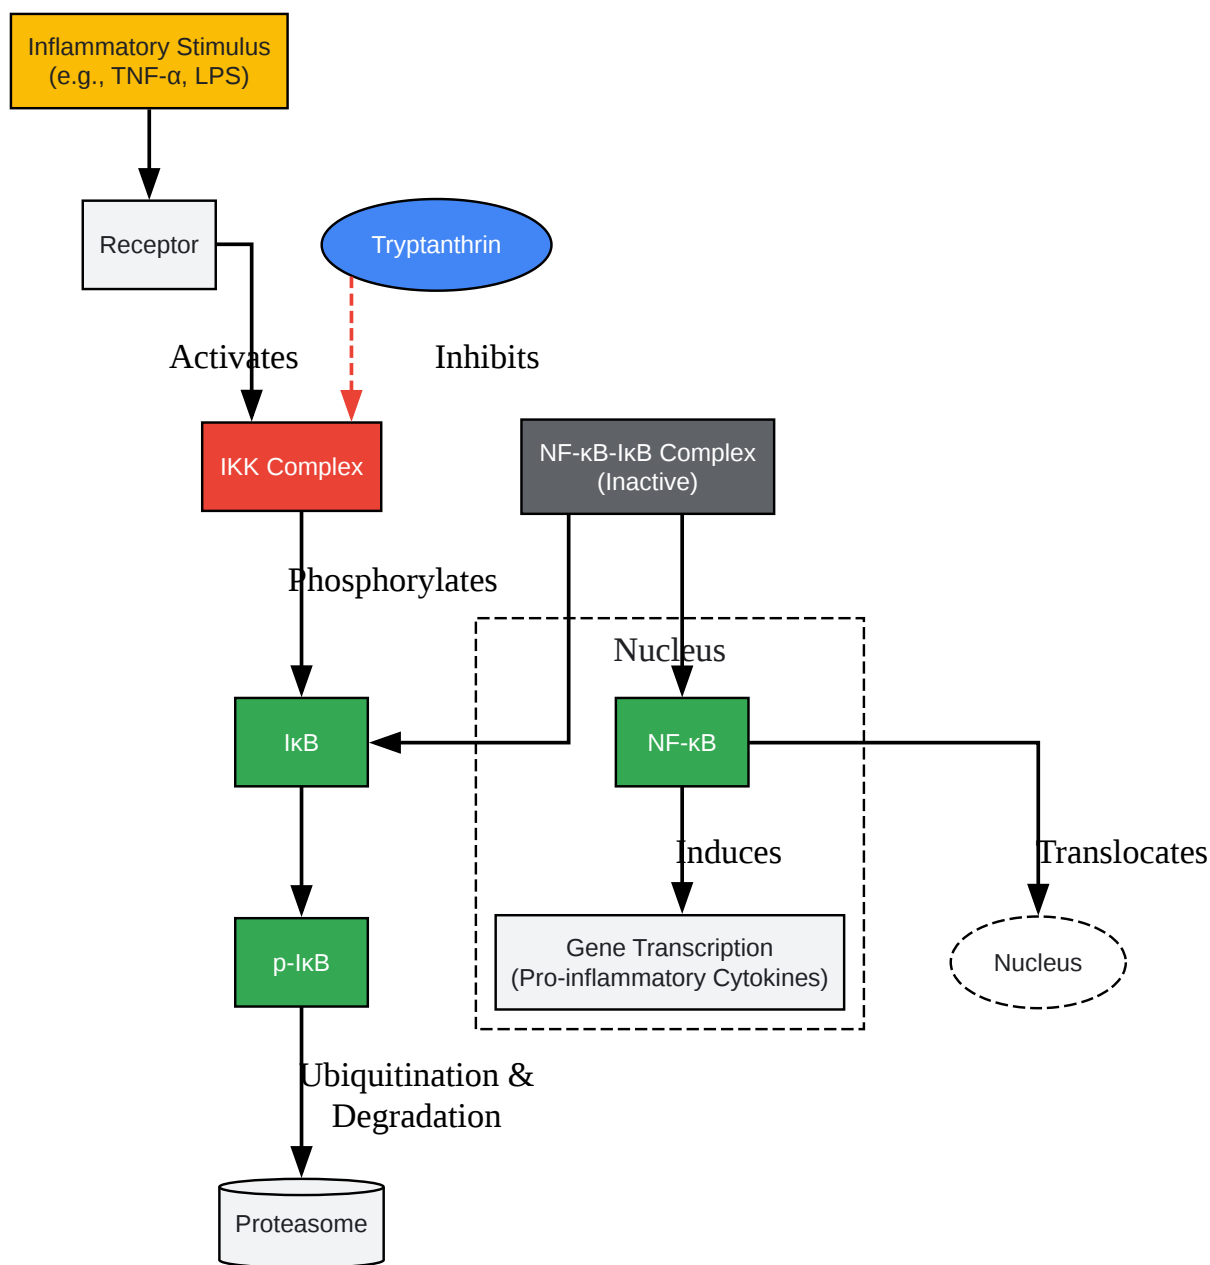 Inflammatory Stimulus
(e.g., TNF-α, LPS)
Receptor
Tryptanthrin
Activates
Inhibits
IKK Complex
NF-κB-IκB Complex
(Inactive)
Phosphorylates
Nucleus
IκB
NF-κB
Induces
Translocates
p-IκB
Gene Transcription
(Pro-inflammatory Cytokines)
Nucleus
Ubiquitination &
Degradation
Proteasome